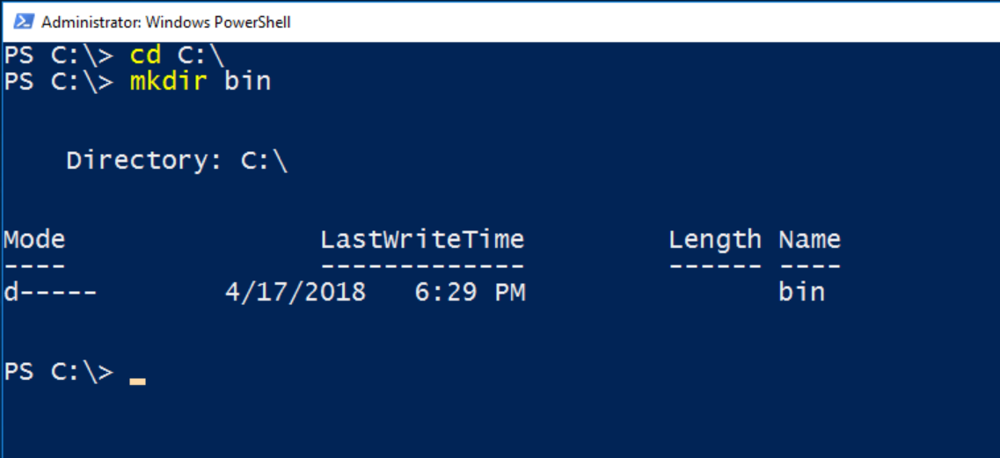 Administrator: Windows PowerShell
PS C:\> cd C:\
PS C:\> mkdir bin
Directory: C:\
Mode LastWriteTime Length Name
---- ------------- ------ ----
d----- 4/17/2018 6:29 PM bin
PS C:\>